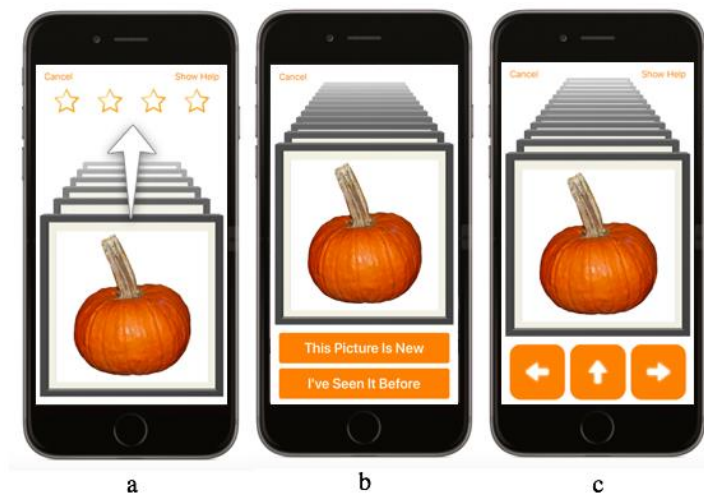 Cancel Show Help
Cancel
Cancel Show Help
This Picture Is New
I've Seen It Before
a b c